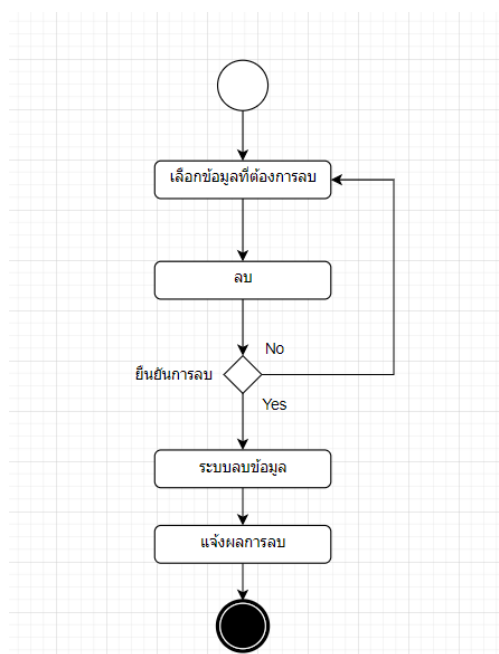 เลือกข้อมูลที่ต้องการลบ
ลบ
No
ยืนยันการลบ
Yes
ระบบลบข้อมูล
แจ้งผลการลบ